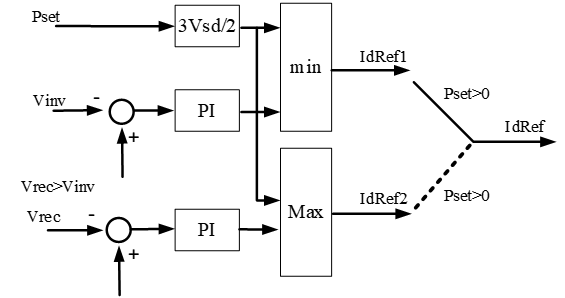 Pset
3Vsd/2
min
IdRef1
Pset>0
Vinv
-
PI
+
IdRef
Vrec>Vinv
Vrec
-
PI
Max
IdRef2
Pset>0
+